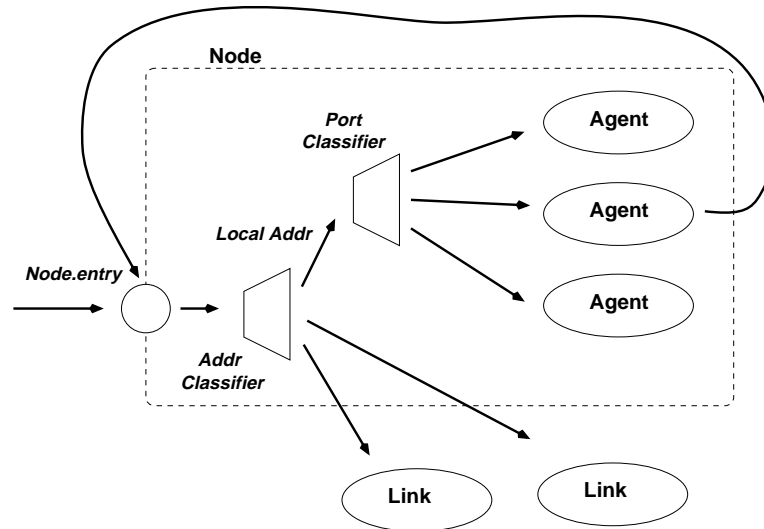 Node
Port
Classifier
Agent
Agent
Local Addr
Node.entry
Agent
Addr
Classifier
Link
Link